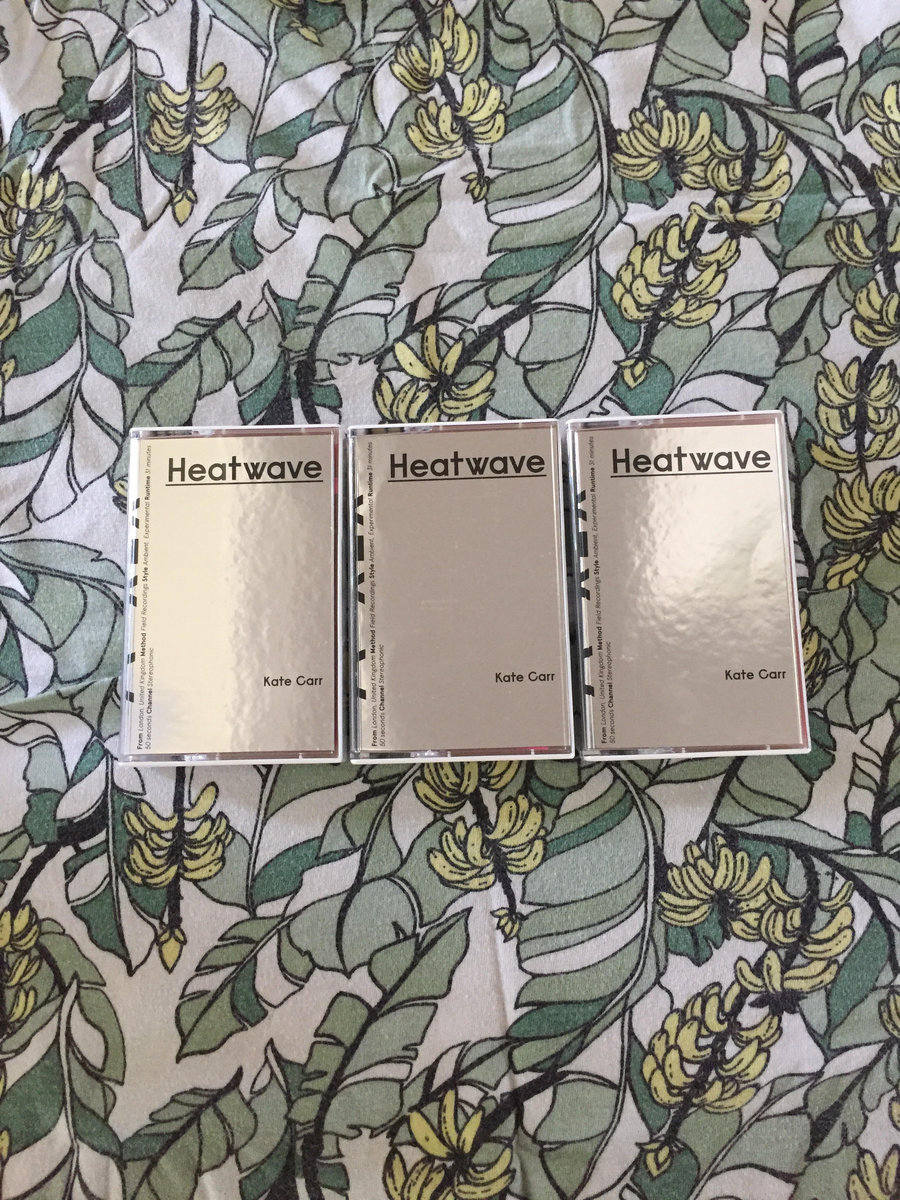 Heatwave
From London, United Kingdom Method Field Recordings Style Ambient, Experimental Runtime 31 minutes
50 seconds Channel Stereophonic
Kate Carr
Heatwave
From London, United Kingdom Method Field Recordings Style Ambient, Experimental Runtime 31 minutes
50 seconds Channel Stereophonic
Kate Carr
Heatwave
From London, United Kingdom Method Field Recordings Style Ambient, Experimental Runtime 31 minutes
50 seconds Channel Stereophonic
Kate Carr